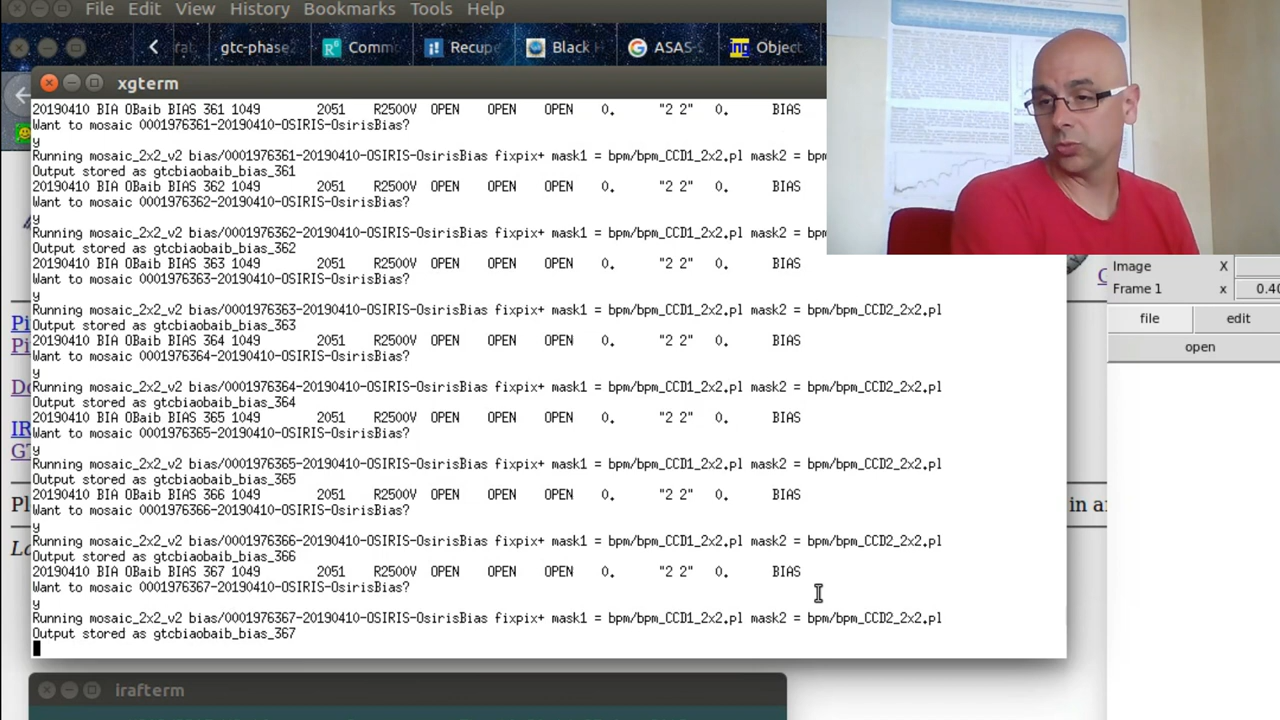 File Edit View History Bookmarks Tools Help
gtc-phase Comm Recupe Black H ASAS-S ing Object
xgterm
20190410 BIA OBaib BIAS 361 1049 2051 R2500V OPEN OPEN OPEN 0. "2 2" 0. BIAS
Want to mosaic 0001976361-20190410-OSIRIS-OsirisBias?
y
Running mosaic_2x2_v2 bias/0001976361-20190410-OSIRIS-OsirisBias fixpix+ mask1 = bpm/bpm_CCD1_2x2.pl mask2 = bpm
Output stored as gtcbiaobaib_bias_361
20190410 BIA OBaib BIAS 362 1049 2051 R2500V OPEN OPEN OPEN 0. "2 2" 0. BIAS
Want to mosaic 0001976362-20190410-OSIRIS-OsirisBias?
y
Running mosaic_2x2_v2 bias/0001976362-20190410-OSIRIS-OsirisBias fixpix+ mask1 = bpm/bpm_CCD1_2x2.pl mask2 = bpm
Output stored as gtcbiaobaib_bias_362
20190410 BIA OBaib BIAS 363 1049 2051 R2500V OPEN OPEN OPEN 0. "2 2" 0. BIAS
Want to mosaic 0001976363-20190410-OSIRIS-OsirisBias?
y
Running mosaic_2x2_v2 bias/0001976363-20190410-OSIRIS-OsirisBias fixpix+ mask1 = bpm/bpm_CCD1_2x2.pl mask2 = bpm/bpm_CCD2_2x2.pl
Output stored as gtcbiaobaib_bias_363
20190410 BIA OBaib BIAS 364 1049 2051 R2500V OPEN OPEN OPEN 0. "2 2" 0. BIAS
Want to mosaic 0001976364-20190410-OSIRIS-OsirisBias?
y
Running mosaic_2x2_v2 bias/0001976364-20190410-OSIRIS-OsirisBias fixpix+ mask1 = bpm/bpm_CCD1_2x2.pl mask2 = bpm/bpm_CCD2_2x2.pl
Output stored as gtcbiaobaib_bias_364
20190410 BIA OBaib BIAS 365 1049 2051 R2500V OPEN OPEN OPEN 0. "2 2" 0. BIAS
Want to mosaic 0001976365-20190410-OSIRIS-OsirisBias?
y
Running mosaic_2x2_v2 bias/0001976365-20190410-OSIRIS-OsirisBias fixpix+ mask1 = bpm/bpm_CCD1_2x2.pl mask2 = bpm/bpm_CCD2_2x2.pl
Output stored as gtcbiaobaib_bias_365
20190410 BIA OBaib BIAS 366 1049 2051 R2500V OPEN OPEN OPEN 0. "2 2" 0. BIAS
Want to mosaic 0001976366-20190410-OSIRIS-OsirisBias?
y
Running mosaic_2x2_v2 bias/0001976366-20190410-OSIRIS-OsirisBias fixpix+ mask1 = bpm/bpm_CCD1_2x2.pl mask2 = bpm/bpm_CCD2_2x2.pl
Output stored as gtcbiaobaib_bias_366
20190410 BIA OBaib BIAS 367 1049 2051 R2500V OPEN OPEN OPEN 0. "2 2" 0. BIAS
Want to mosaic 0001976367-20190410-OSIRIS-OsirisBias?
y
Running mosaic_2x2_v2 bias/0001976367-20190410-OSIRIS-OsirisBias fixpix+ mask1 = bpm/bpm_CCD1_2x2.pl mask2 = bpm/bpm_CCD2_2x2.pl
Output stored as gtcbiaobaib_bias_367
Image X
Frame 1 x 0.40
file edit
open
Pi
Pi
De
IR
GT
Pl in a
La
irafterm